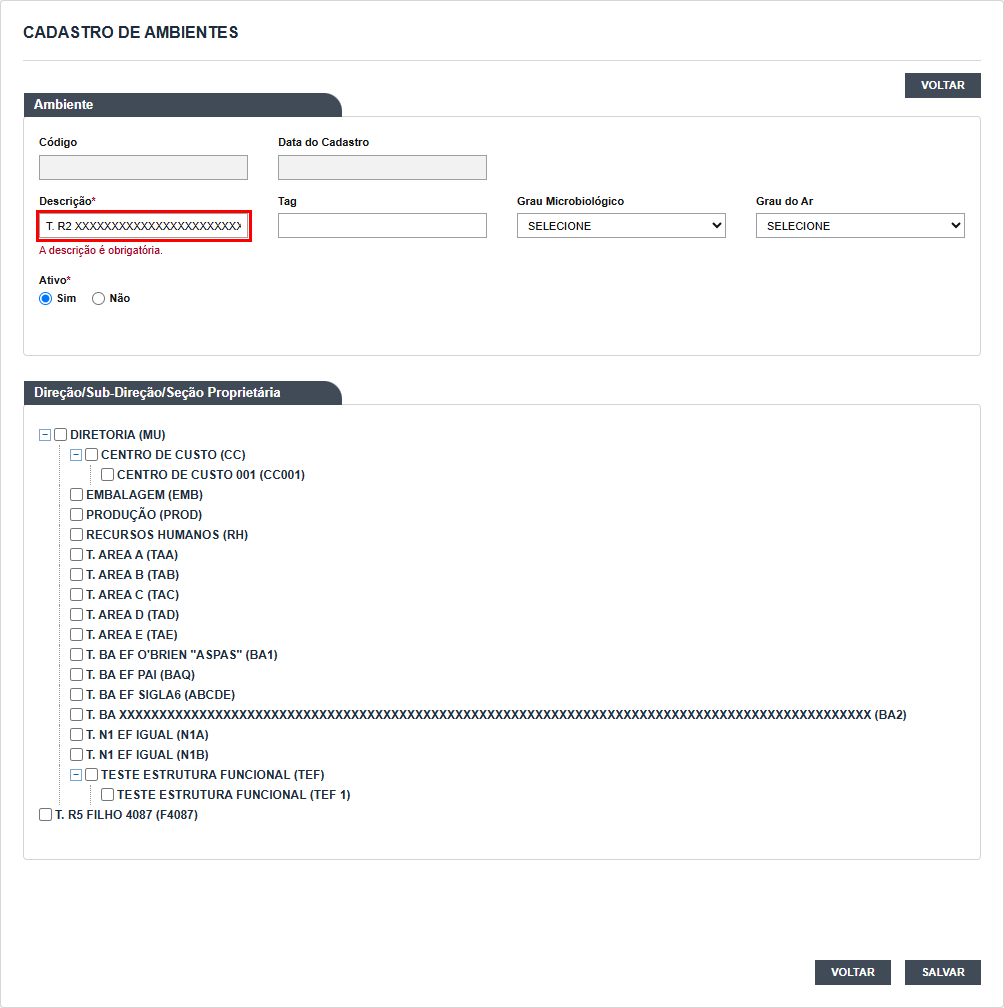 CADASTRO DE AMBIENTES
VOLTAR
Ambiente
Código Data do Cadastro
Descrição* Tag Grau Microbiológico Grau do Ar
T. R2 XXXXXXXXXXXXXXXXXXXXXXX SELECIONE SELECIONE
A descrição é obrigatória.
Ativo*
Sim Não
Direção/Sub-Direção/Seção Proprietária
DIRETORIA (MU)
CENTRO DE CUSTO (CC)
CENTRO DE CUSTO 001 (CC001)
EMBALAGEM (EMB)
PRODUÇÃO (PROD)
RECURSOS HUMANOS (RH)
T. AREA A (TAA)
T. AREA B (TAB)
T. AREA C (TAC)
T. AREA D (TAD)
T. AREA E (TAE)
T. BA EF O'BRIEN "ASPAS" (BA1)
T. BA EF PAI (BAQ)
T. BA EF SIGLA6 (ABCDE)
T. BA XXXXXXXXXXXXXXXXXXXXXXXXXXXXXXXXXXXXXXXXXXXXXXXXXXXXXXXXXXXXXXXXXXXXXXXXXXXXXXXXXXXXXXXXXXXXXX (BA2)
T. N1 EF IGUAL (N1A)
T. N1 EF IGUAL (N1B)
TESTE ESTRUTURA FUNCIONAL (TEF)
TESTE ESTRUTURA FUNCIONAL (TEF 1)
T. R5 FILHO 4087 (F4087)
VOLTAR SALVAR